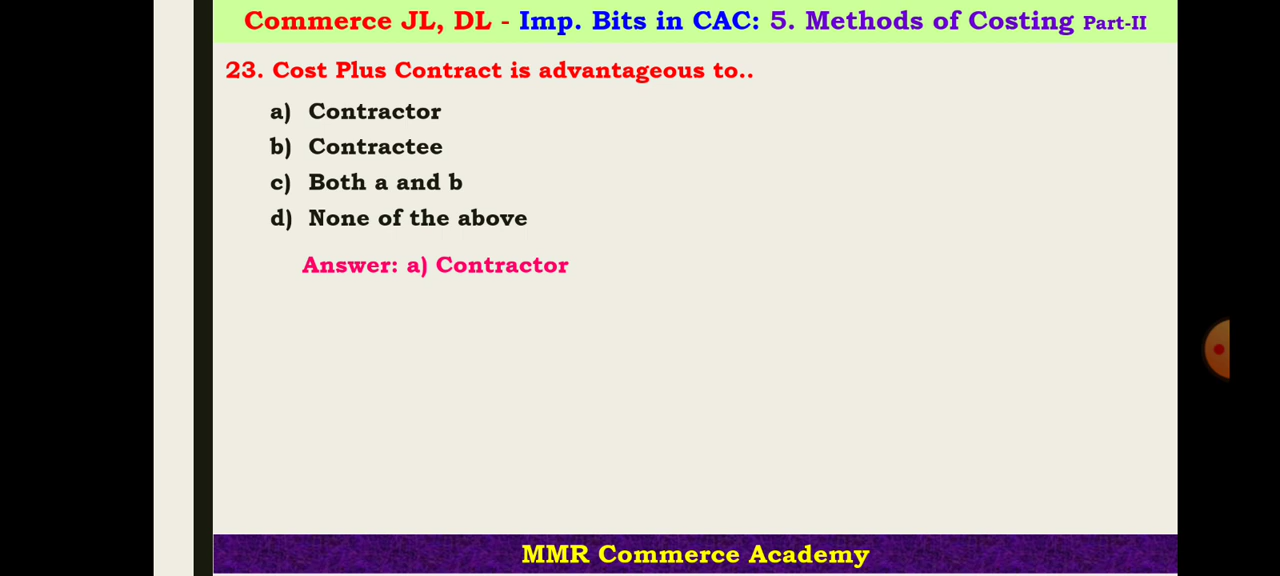 Commerce JL, DL - Imp. Bits in CAC: 5. Methods of Costing Part-II
23. Cost Plus Contract is advantageous to..
a) Contractor
b) Contractee
c) Both a and b
d) None of the above
Answer: a) Contractor
MMR Commerce Academy